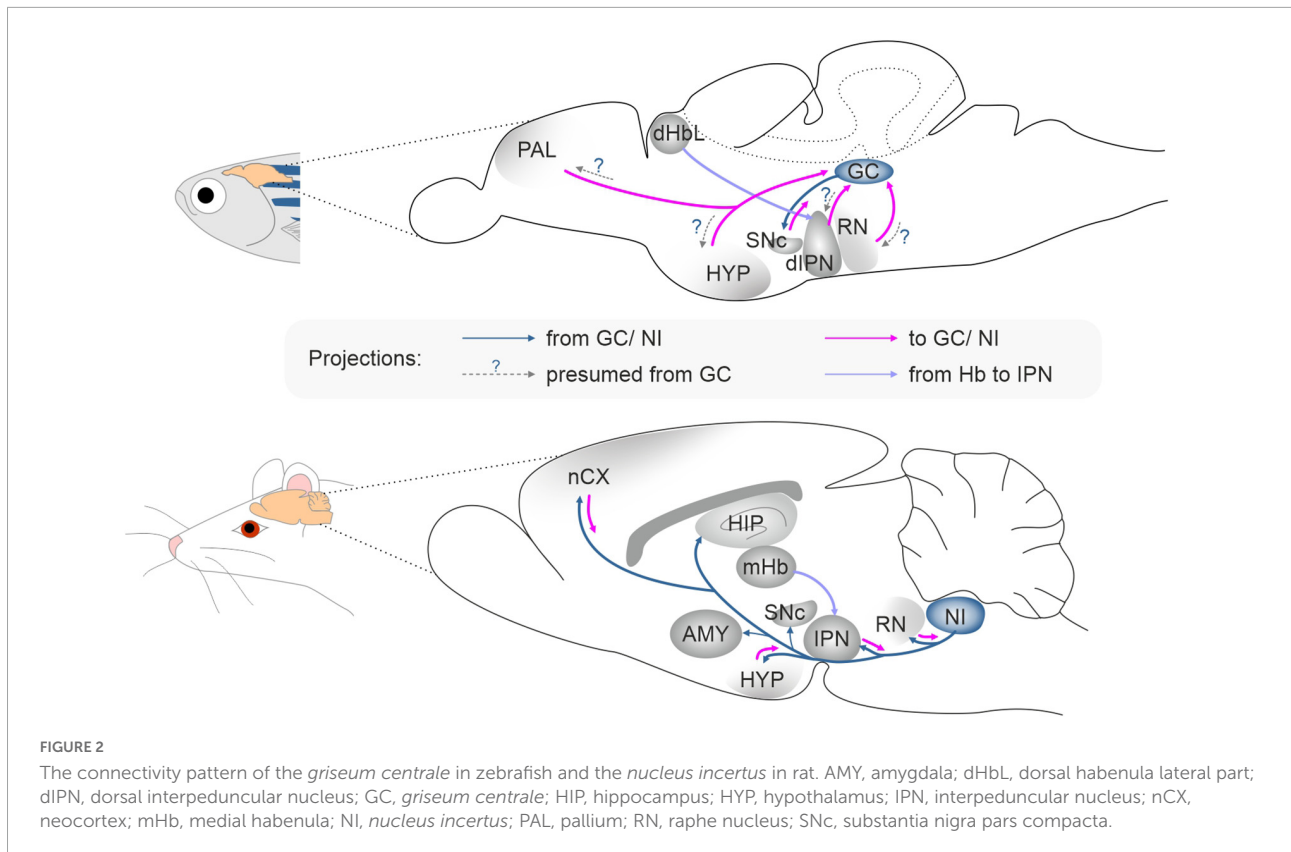 PAL
dHbL
GC
?
?
?
?
RN
SNc
dIPN
HYP
Projections:
from GC/ NI
to GC/ NI
?
presumed from GC
from Hb to IPN
nCX
HIP
mHb
SNc
AMY
IPN
RN
NI
HYP
FIGURE 2
The connectivity pattern of the griseum centrale in zebrafish and the nucleus incertus in rat. AMY, amygdala; dHbL, dorsal habenula lateral part;
dIPN, dorsal interpeduncular nucleus; GC, griseum centrale; HIP, hippocampus; HYP, hypothalamus; IPN, interpeduncular nucleus; nCX,
neocortex; mHb, medial habenula; NI, nucleus incertus; PAL, pallium; RN, raphe nucleus; SNc, substantia nigra pars compacta.